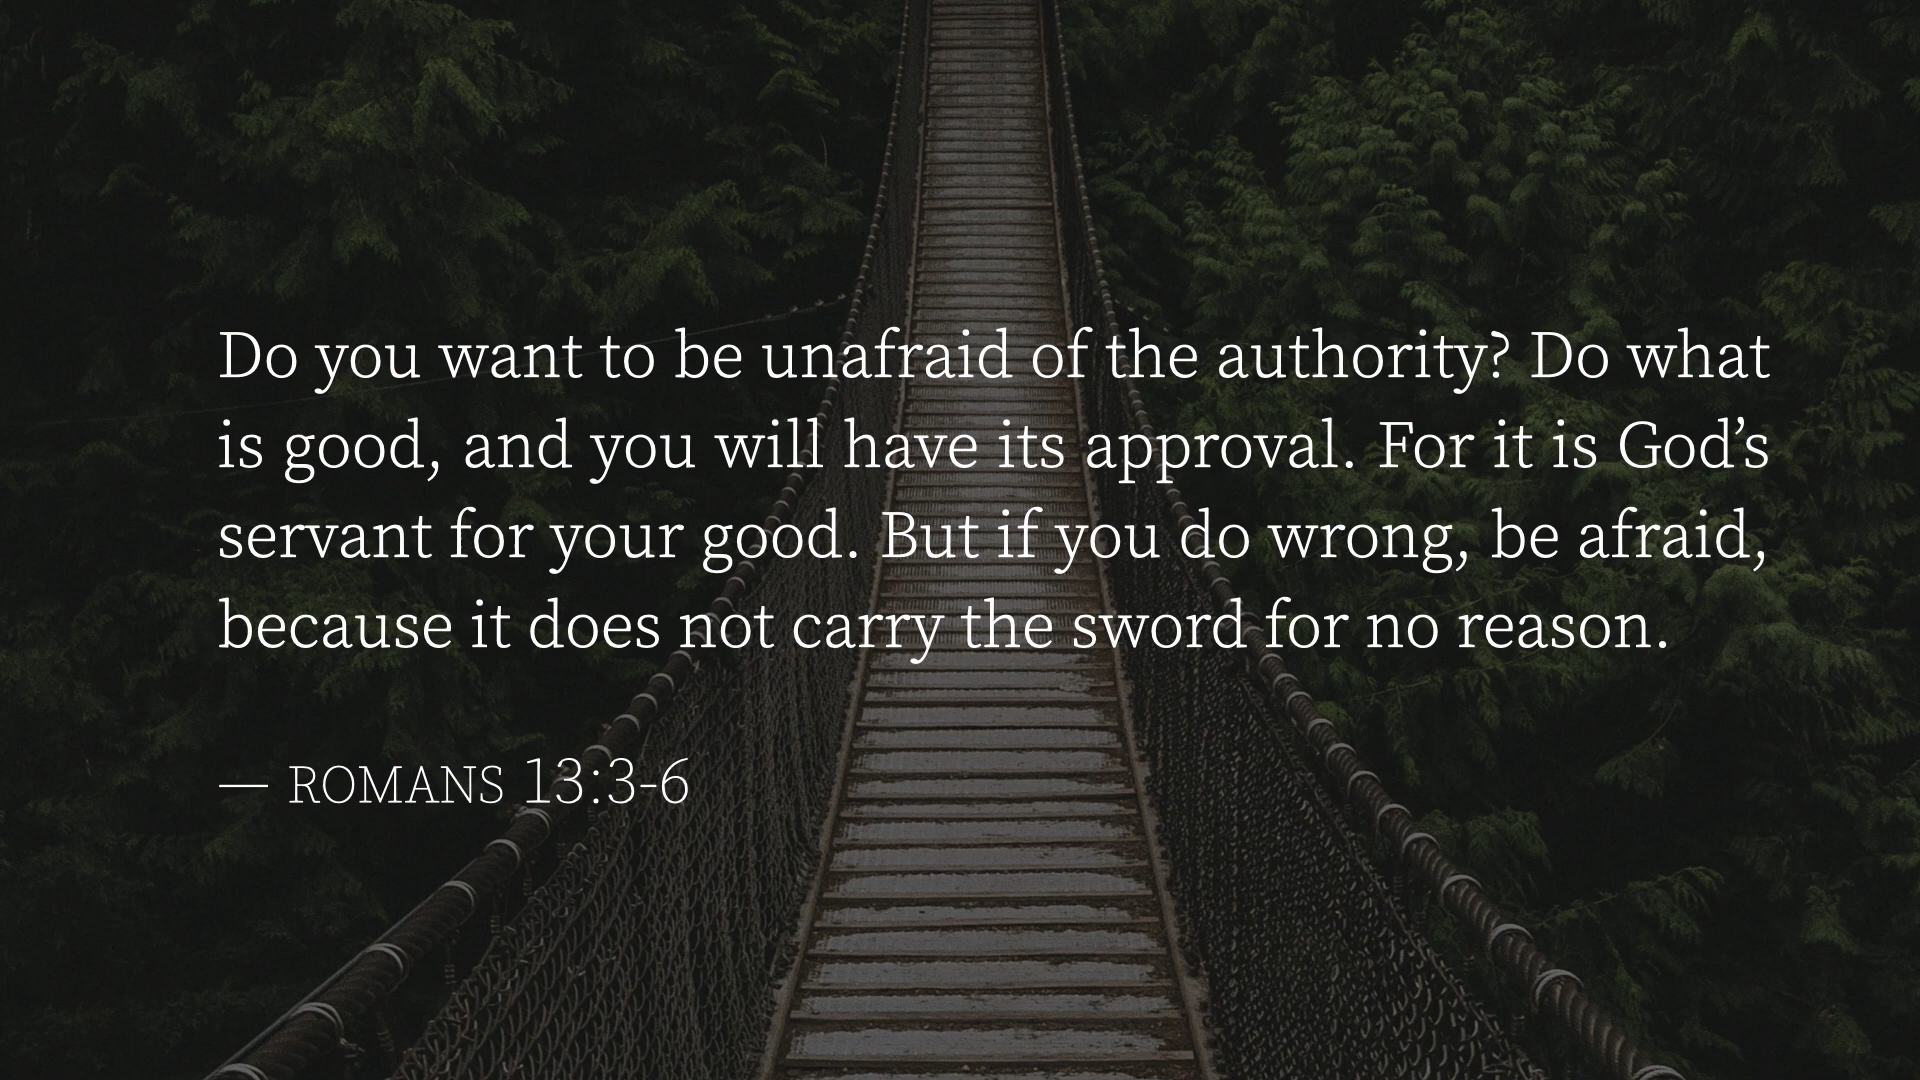 Do you want to be unafraid of the authority? Do what
is good, and you will have its approval. For it is God’s
servant for your good. But if you do wrong, be afraid,
because it does not carry the sword for no reason.
— ROMANS 13:3-6